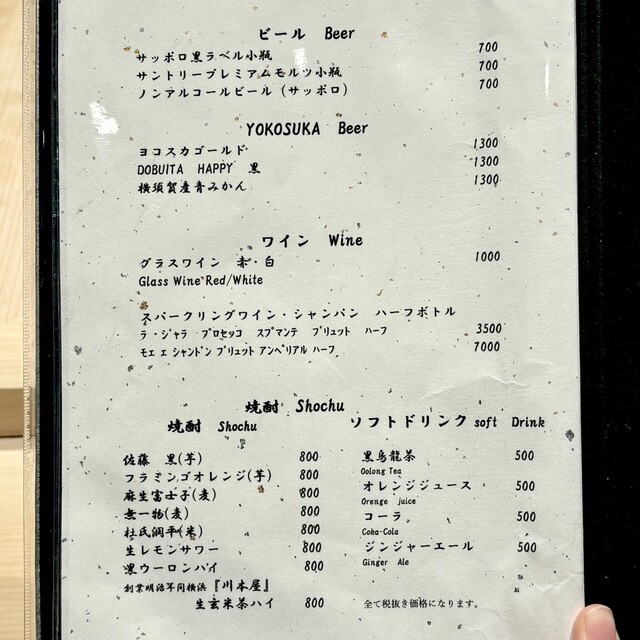 ビール Beer
サッポロ黒ラベル小瓶 700
サントリープレミアムモルツ小瓶 700
ノンアルコールビール（サッポロ） 700
YOKOSUKA Beer
ヨコスカゴールド 1300
DOBUITA HAPPY 黒 1300
横須賀産青みかん 1300
ワイン Wine
グラスワイン 赤・白 1000
Glass Wine Red/White
スパークリングワイン・シャンパン ハーフボトル
ラ・ジャラ・プロセッコ スプマンテ ブリュット ハーフ 3500
モエ エ シャンドン ブリュット アンペリアル ハーフ 7000
焼酎 Shochu
焼酎 Shochu
佐藤 黒(芋) 800
フラミンゴオレンジ(芋) 800
麻生富士子(麦) 800
無一物(麦) 800
杜氏潤平(米) 800
生レモンサワー 800
黒ウーロンハイ 800
『川本屋』
生玄米茶ハイ 800
ソフトドリンク soft Drink
黒烏龍茶 500
Oolong Tea
オレンジジュース 500
Orenge juice
コーラ 500
Coka-Cola
ジンジャーエール 500
Ginger Ale
全て税抜き価格になります。